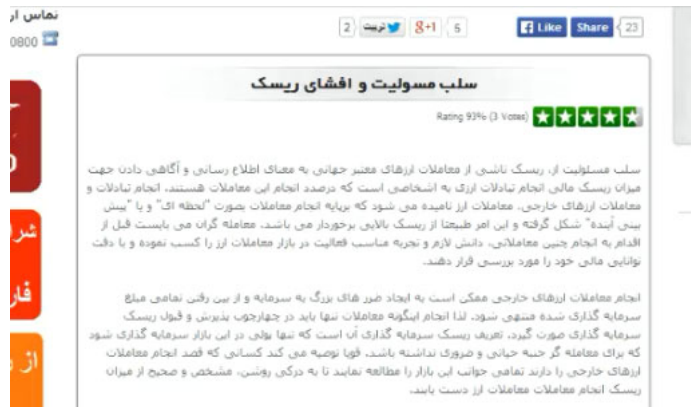 تماس از
0800
2 توییت
g+1 5
Like Share 23
سلب مسولیت و افشای ریسک
Rating 93% (3 Votes)
سلب مسئولیت از، ریسک ناشی از معاملات ارزهای معتبر جهانی به معنای اطلاع رسانی و آگاهی دادن جهت
میزان ریسک مالی انجام تبادلات ارزی به اشخاصی است که درصدد انجام این معاملات هستند. انجام تبادلات و
معاملات ارزهای خارجی، معاملات ارز نامیده می شود که برپایه انجام معاملات بصورت "لحظه ای" و یا "پیش
بینی آینده" شکل گرفته و این امر طبیعتا از ریسک بالایی برخوردار می باشد. معامله گران می بایست قبل از
اقدام به انجام چنین معاملاتی، دانش لازم و تجربه مناسب فعالیت در بازار معاملات ارز را کسب نموده و با دقت
توانایی مالی خود را مورد بررسی قرار دهند.
انجام معاملات ارزهای خارجی ممکن است به ایجاد ضرر های بزرگ به سرمایه و از بین رفتن تمامی مبلغ
سرمایه گذاری شده منتهی شود. لذا انجام اینگونه معاملات تنها باید در چهارچوب پذیرش و قبول ریسک
سرمایه گذاری صورت گیرد. تعریف ریسک سرمایه گذاری آن است که تنها پولی در این بازار سرمایه گذاری شود
که برای معامله گر جنبه حیاتی و ضروری نداشته باشد. قویا توصیه می کند کسانی که قصد انجام معاملات
ارزهای خارجی را دارند تمامی جوانب این بازار را مطالعه نمایند تا به درکی روشن، مشخص و صحیح از میزان
ریسک انجام معاملات معاملات ارز دست یابند.
شرا
فار
از